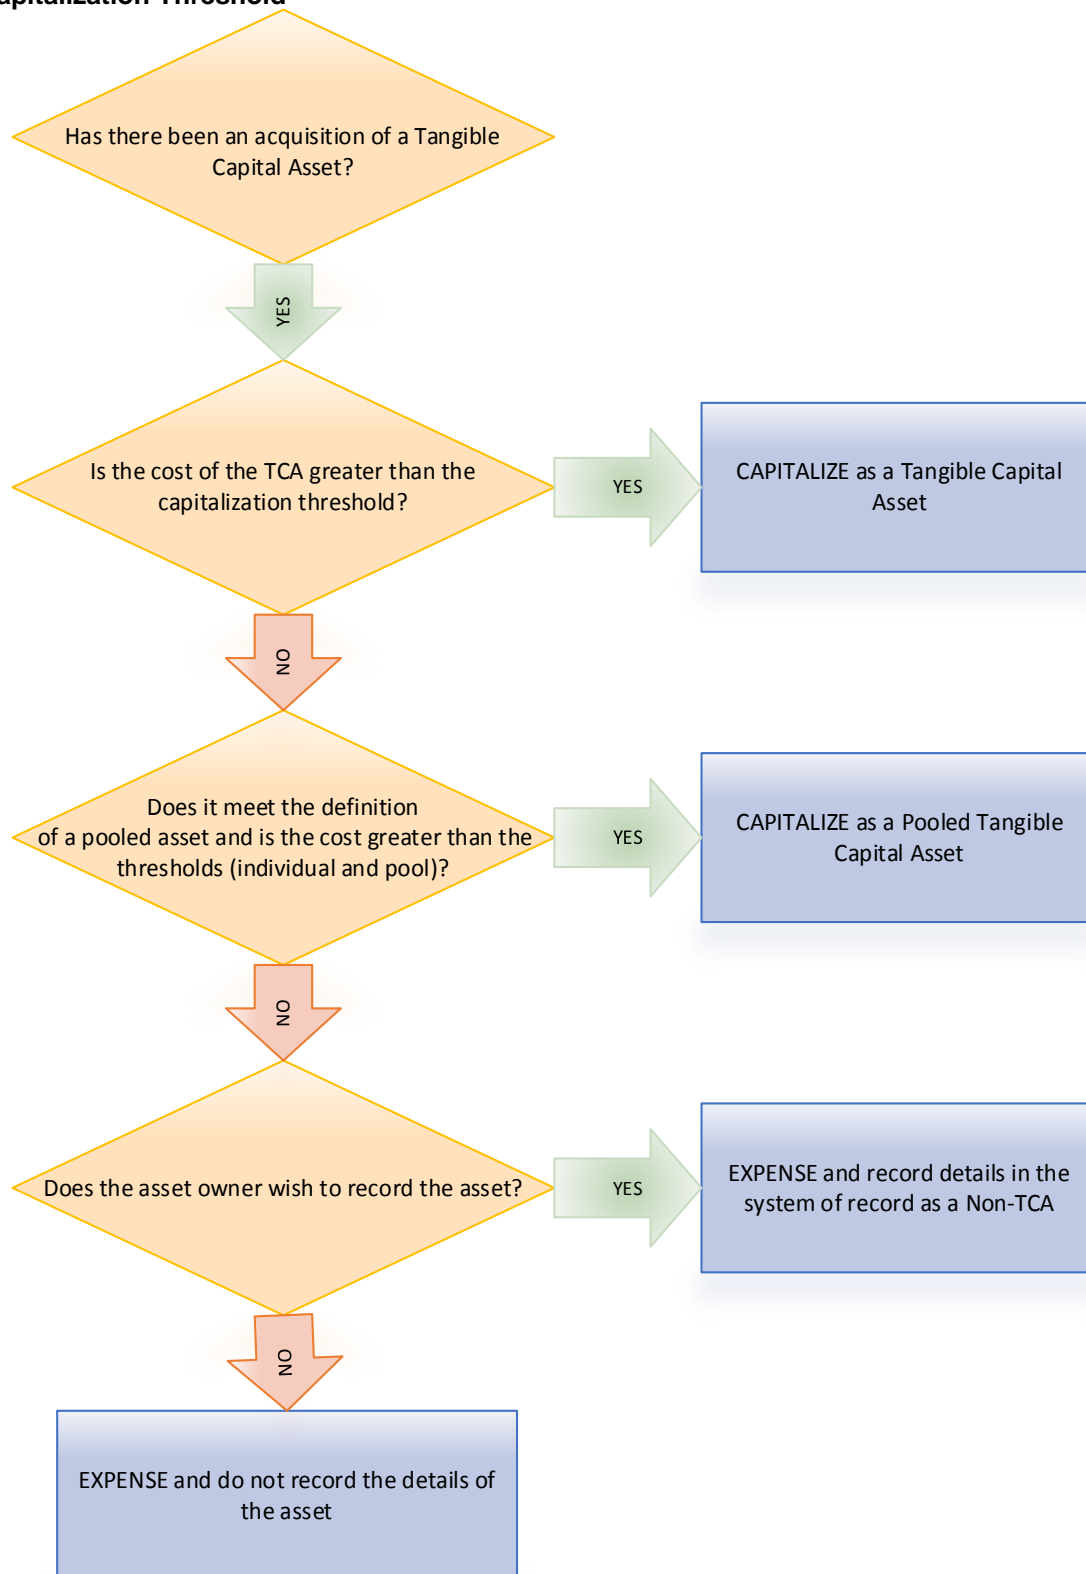 apitalization Threshold
Has there been an acquisition of a Tangible
Capital Asset?
YES
Is the cost of the TCA greater than the
capitalization threshold?
YES
CAPITALIZE as a Tangible Capital
Asset
NO
Does it meet the definition
of a pooled asset and is the cost greater than the
thresholds (individual and pool)?
YES
CAPITALIZE as a Pooled Tangible
Capital Asset
NO
Does the asset owner wish to record the asset?
YES
EXPENSE and record details in the
system of record as a Non-TCA
NO
EXPENSE and do not record the details of
the asset